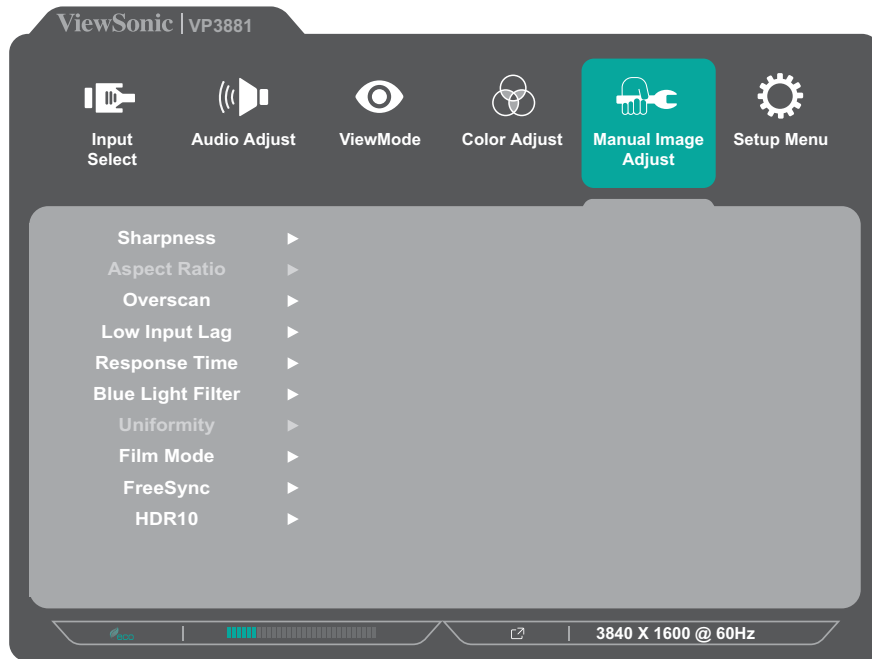 ViewSonic | VP3881
Input
Select
Audio Adjust
ViewMode
Color Adjust
Manual Image
Adjust
Setup Menu
Sharpness
Aspect Ratio
Overscan
Low Input Lag
Response Time
Blue Light Filter
Uniformity
Film Mode
FreeSync
HDR10
eco
3840 X 1600 @ 60Hz